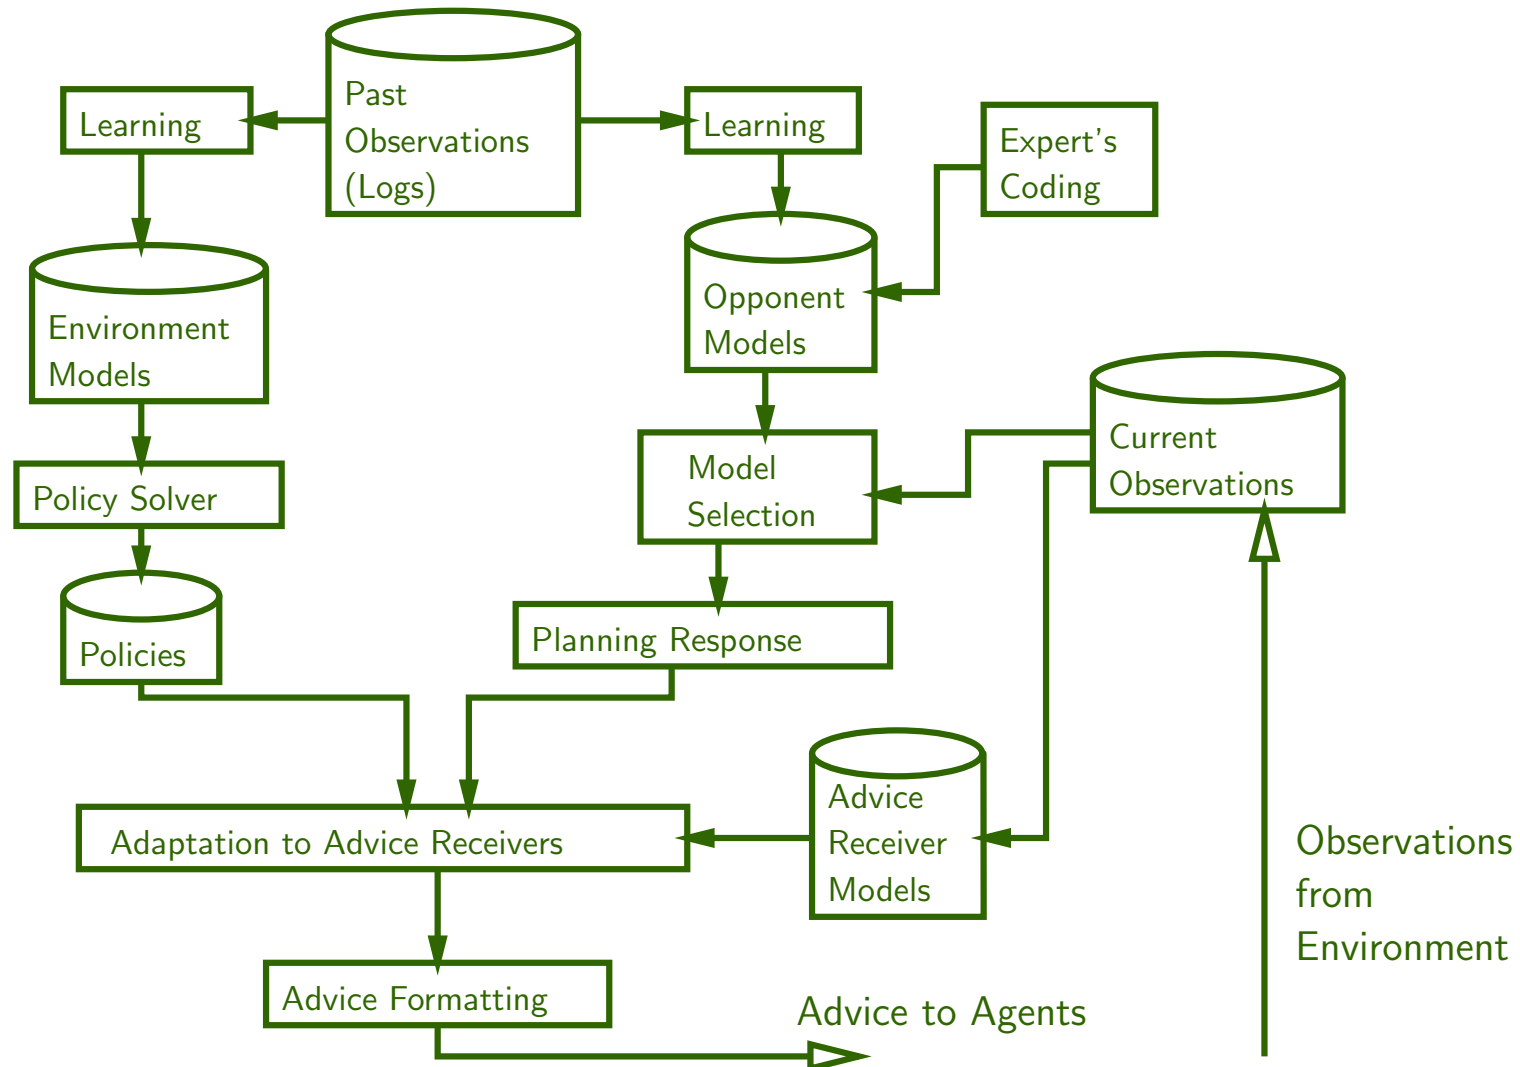 Past
Observations
(Logs)
Learning
Learning
Expert's
Coding
Environment
Models
Opponent
Models
Current
Observations
Policy Solver
Model
Selection
Policies
Planning Response
Advice
Receiver
Models
Adaptation to Advice Receivers
Observations
from
Environment
Advice Formatting
Advice to Agents